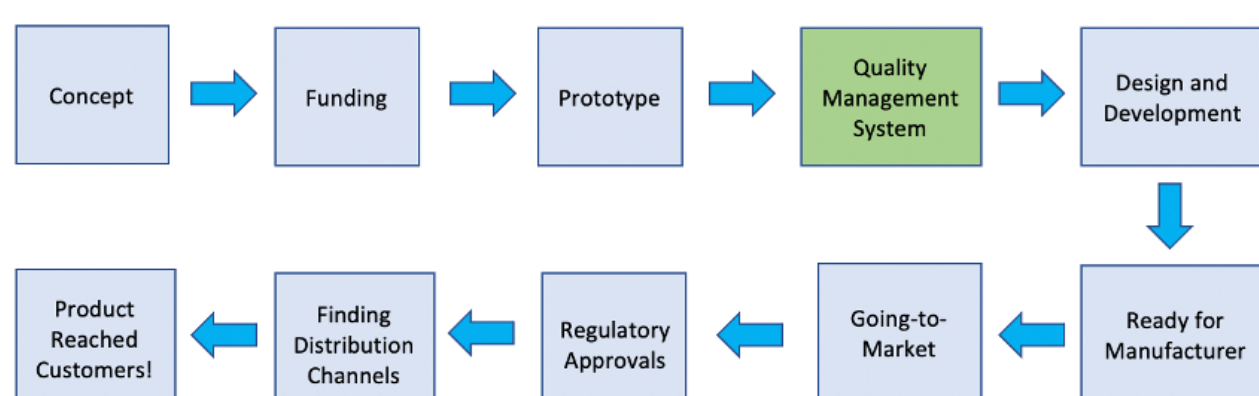 Concept
Funding
Prototype
Quality
Management
System
Design and
Development
Product
Reached
Customers!
Finding
Distribution
Channels
Regulatory
Approvals
Going-to-
Market
Ready for
Manufacturer